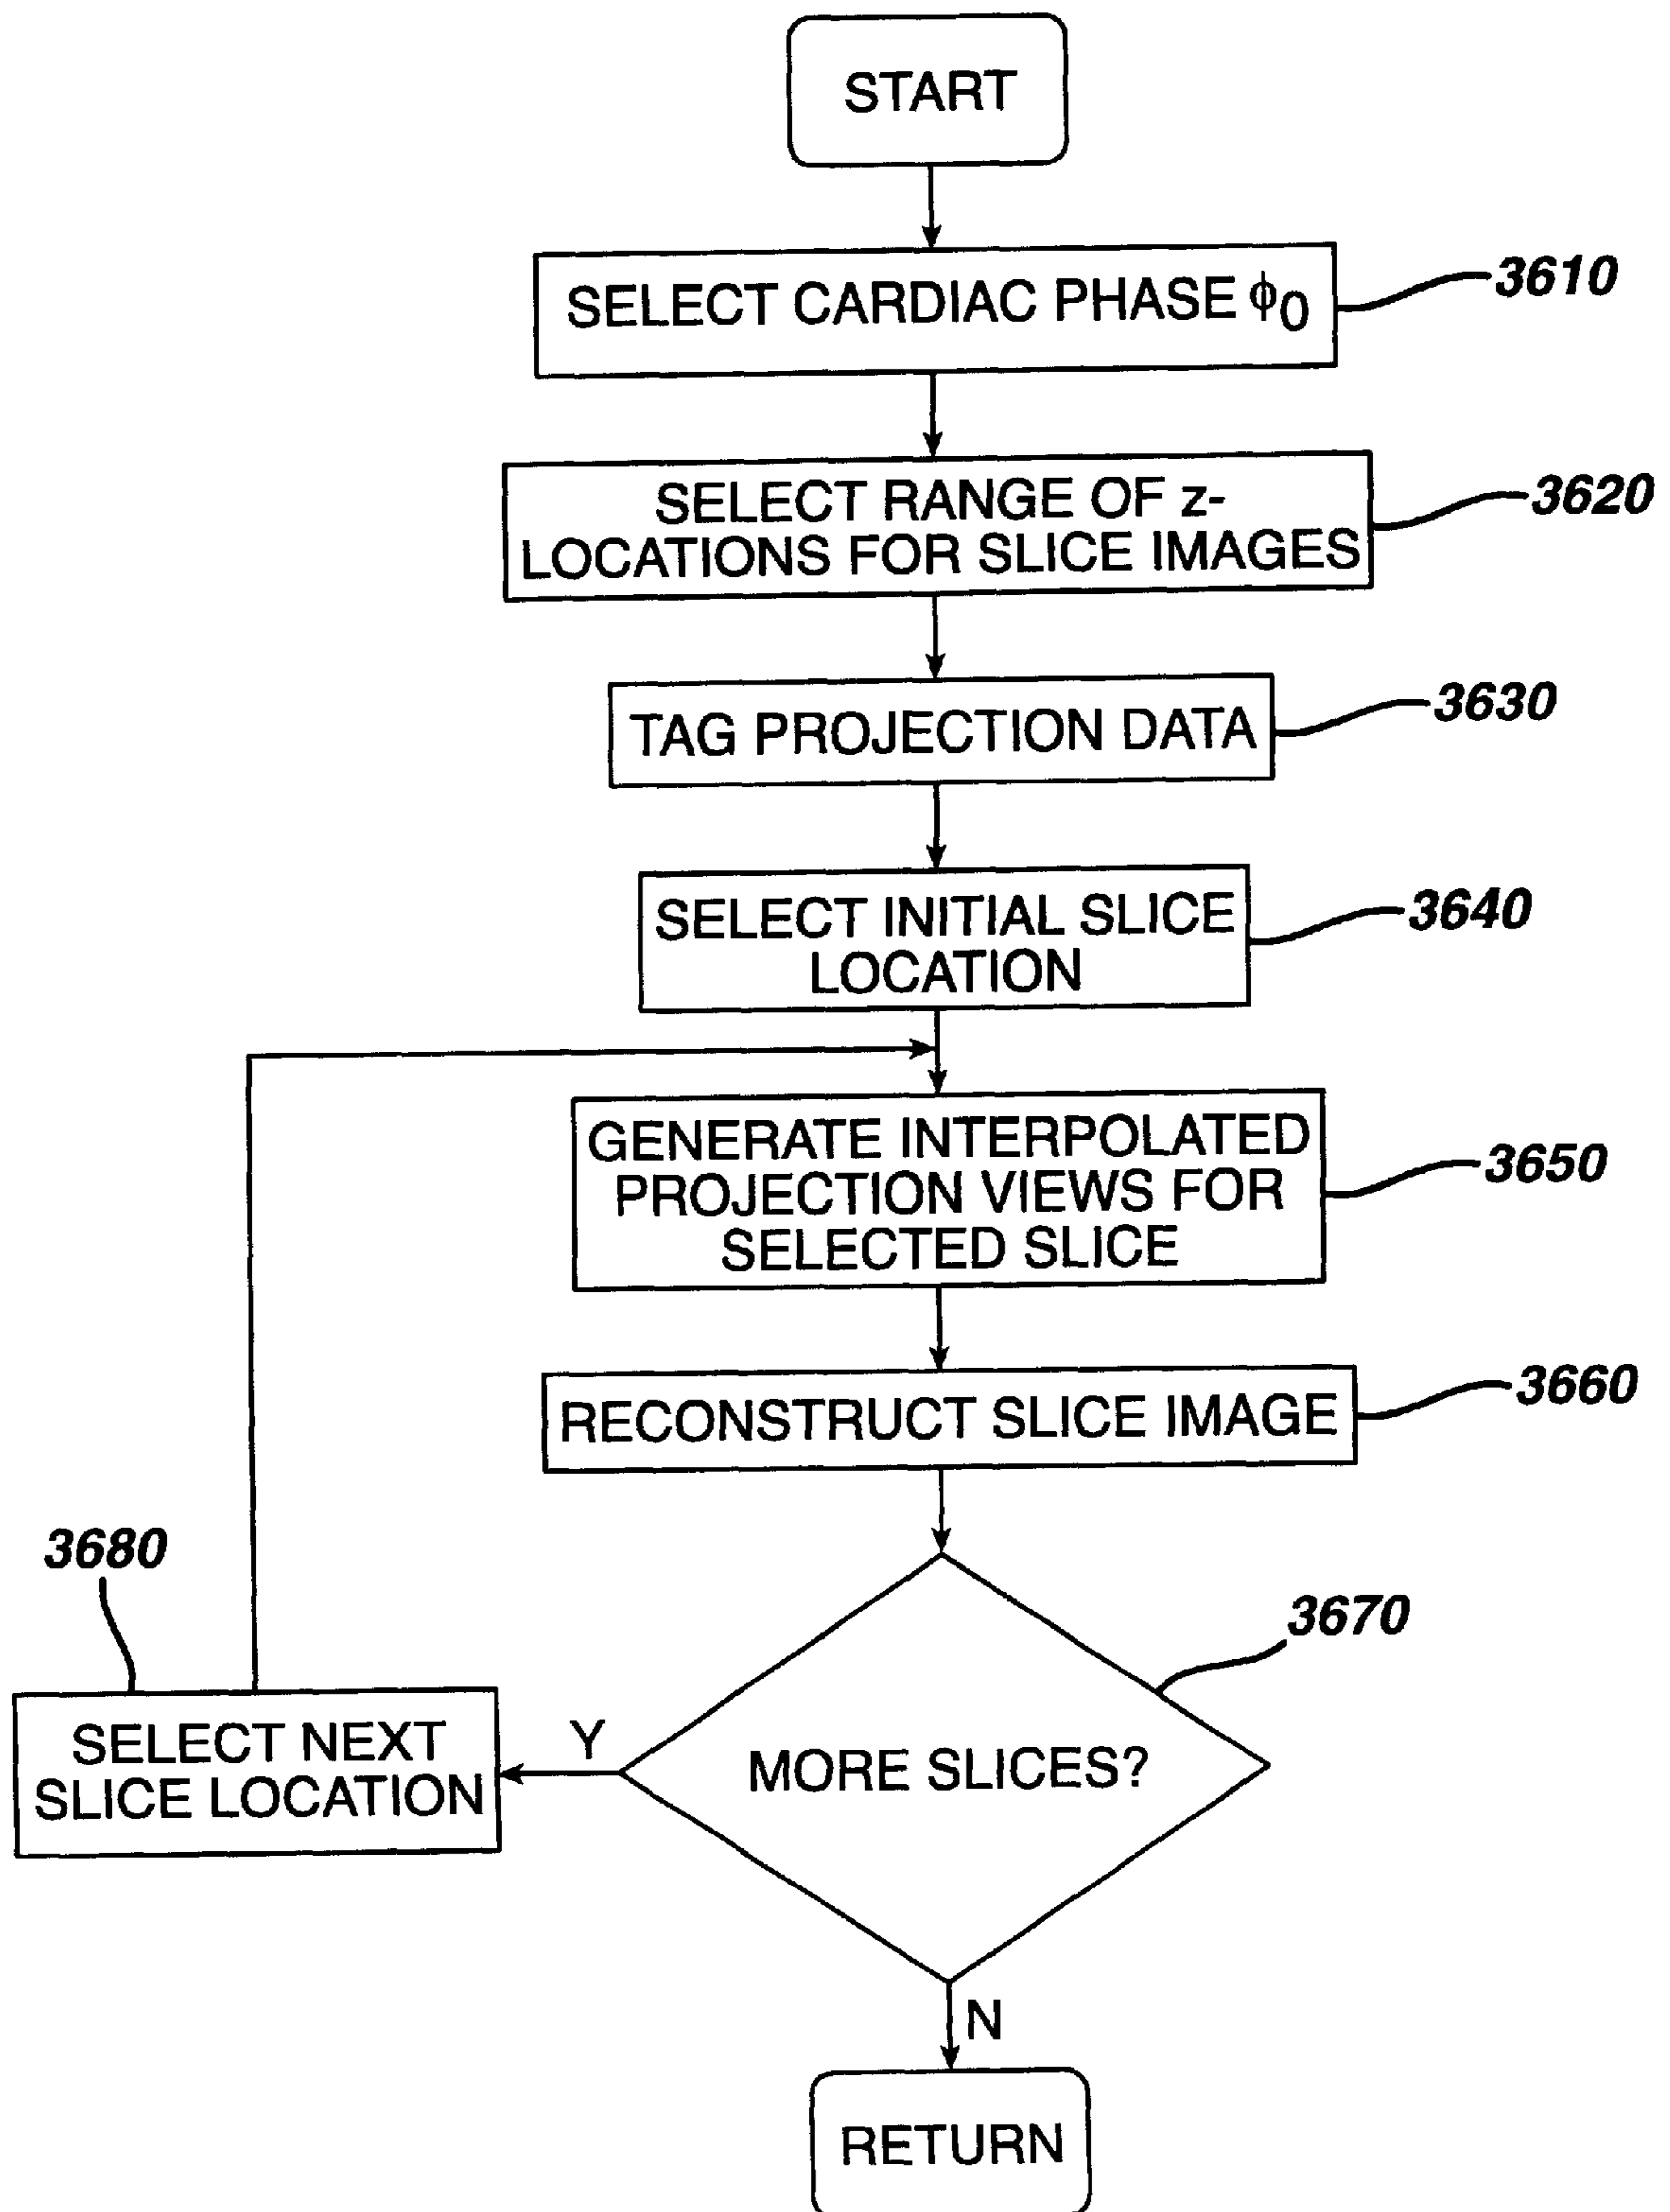 START
SELECT CARDIAC PHASE ϕ0
3610
SELECT RANGE OF z-
LOCATIONS FOR SLICE IMAGES
3620
TAG PROJECTION DATA
3630
SELECT INITIAL SLICE
LOCATION
3640
GENERATE INTERPOLATED
PROJECTION VIEWS FOR
SELECTED SLICE
3650
RECONSTRUCT SLICE IMAGE
3660
MORE SLICES?
3670
Y
3680
SELECT NEXT
SLICE LOCATION
N
RETURN